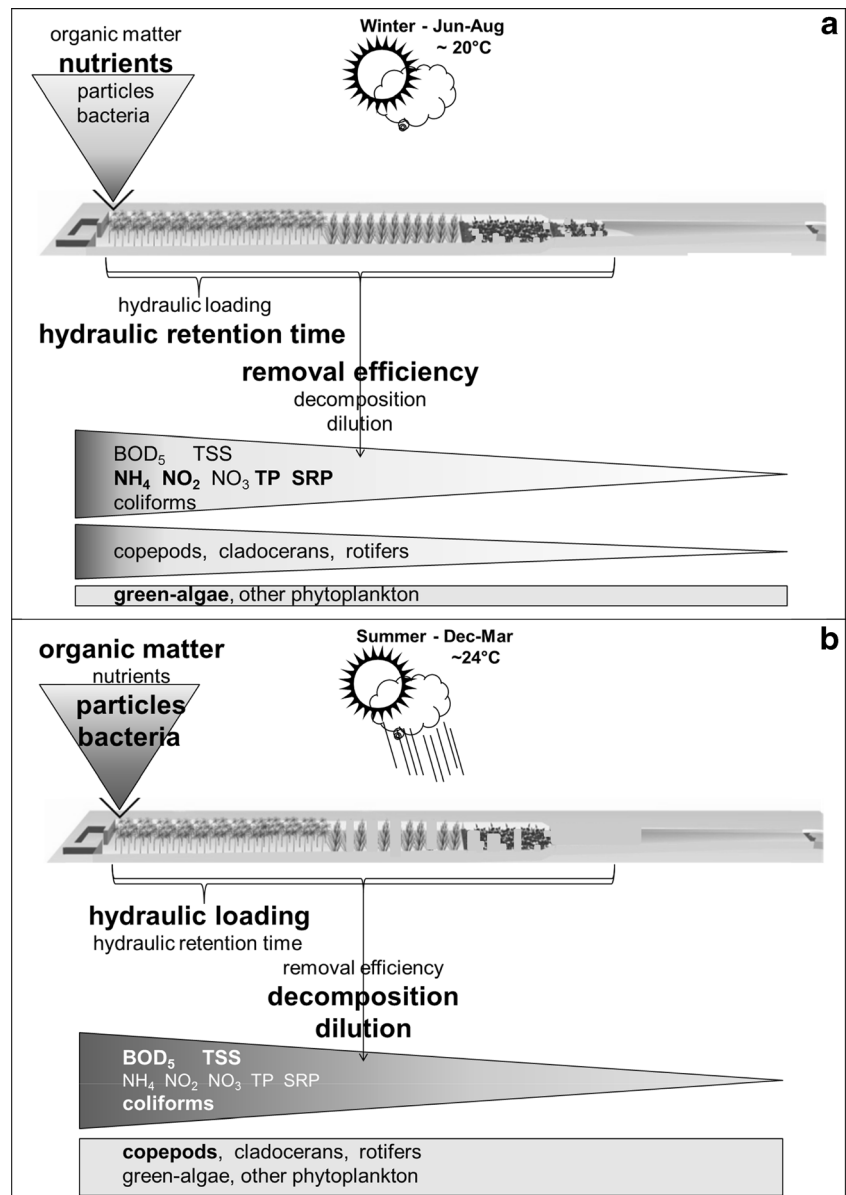 a
Winter - Jun-Aug
~ 20°C
organic matter
nutrients
particles
bacteria
hydraulic loading
hydraulic retention time
removal efficiency
decomposition
dilution
BOD₅ TSS
NH₄ NO₂ NO₃ TP SRP
coliforms
copepods, cladocerans, rotifers
green-algae, other phytoplankton
b
Summer - Dec-Mar
~24°C
organic matter
nutrients
particles
bacteria
hydraulic loading
hydraulic retention time
removal efficiency
decomposition
dilution
BOD₅ TSS
NH₄ NO₂ NO₃ TP SRP
coliforms
copepods, cladocerans, rotifers
green-algae, other phytoplankton